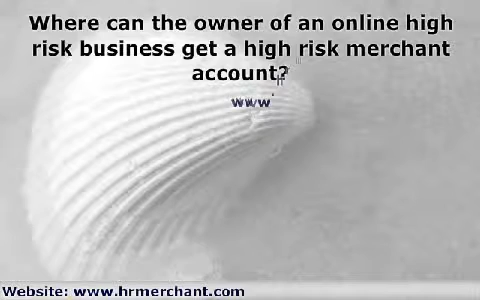 Where can the owner of an online high
risk business get a high risk merchant
account?
www
Website: www.hrmerchant.com